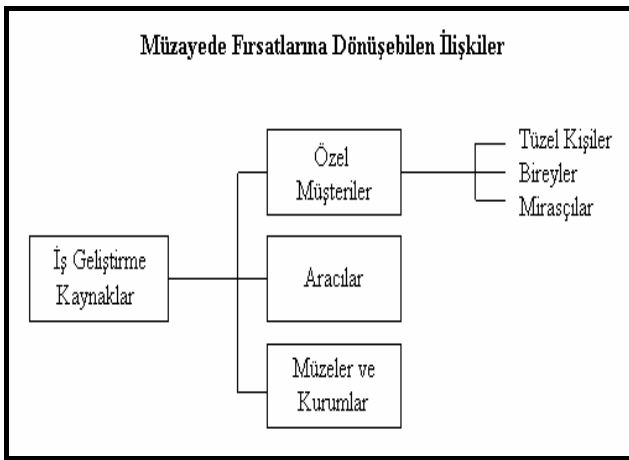 Müzayede Fırsatlarına Dönüşebilen İlişkiler
Özel
Müşteriler
Tüzel Kişiler
Bireyler
Mirasçılar
İş Geliştirme
Kaynaklar
Aracılar
Müzeler ve
Kurumlar